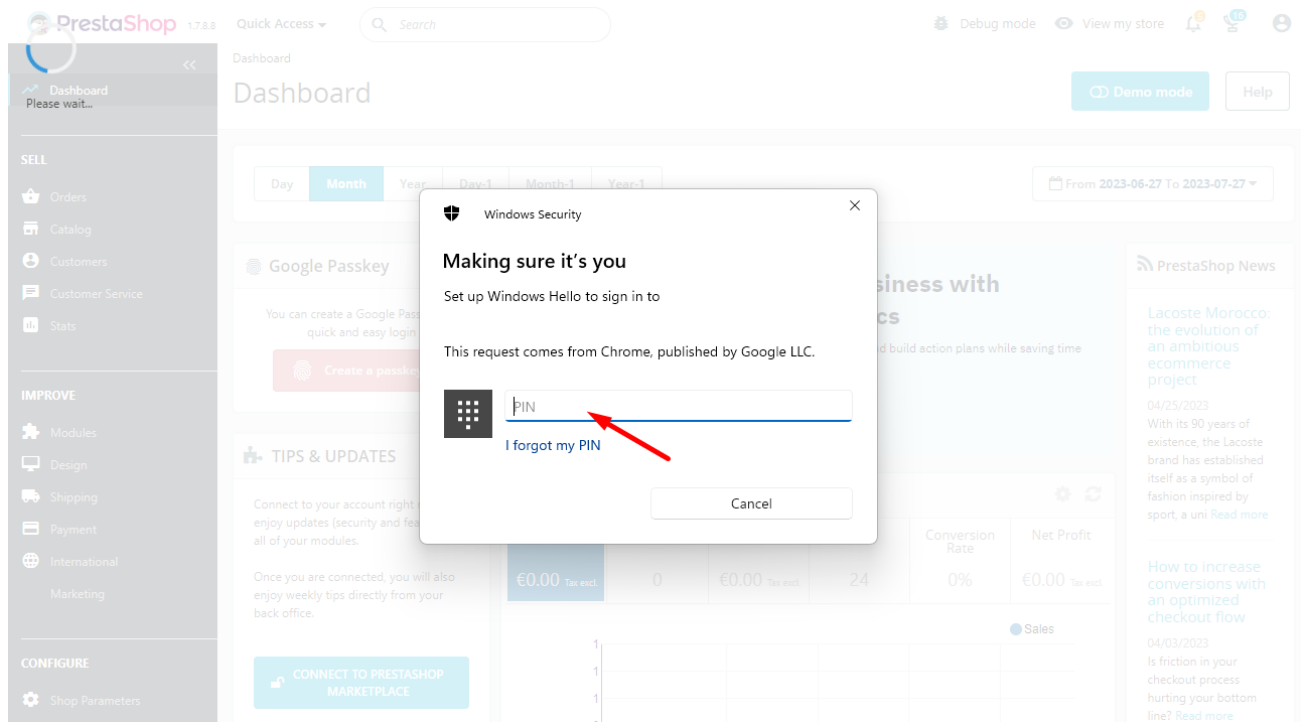 PrestaShop 1.7.8.8 Quick Access Search Debug mode View my store
Please wait...
Dashboard
Dashboard
Dashboard
Demo mode
Help
SELL
Orders
Catalog
Customers
Customer Service
Stats
IMPROVE
Modules
Design
Shipping
Payment
International
Marketing
CONFIGURE
Shop Parameters
Day Month Year Day-1 Month-1 Year-1
From 2023-06-27 To 2023-07-27
Google Passkey
You can create a Google Pass
quick and easy login
Create a passke
TIPS & UPDATES
Connect to your account right
enjoy updates (security and fea
all of your modules.
Once you are connected, you will also
enjoy weekly tips directly from your
back office.
CONNECT TO PRESTASHOP
MARKETPLACE
Windows Security
Making sure it's you
Set up Windows Hello to sign in to
This request comes from Chrome, published by Google LLC.
PIN
I forgot my PIN
Cancel
siness with
cs
d build action plans while saving time
Conversion
Rate
Net Profit
€0.00 Tax excl. 0 €0.00 Tax excl. 24 0% €0.00 Tax excl.
Sales
1
1
1
PrestaShop News
Lacoste Morocco:
the evolution of
an ambitious
ecommerce
project
04/25/2023
With its 90 years of
existence, the Lacoste
brand has established
itself as a symbol of
fashion inspired by
sport, a uni Read more
How to increase
conversions with
an optimized
checkout flow
04/03/2023
Is friction in your
checkout process
hurting your bottom
line? Read more